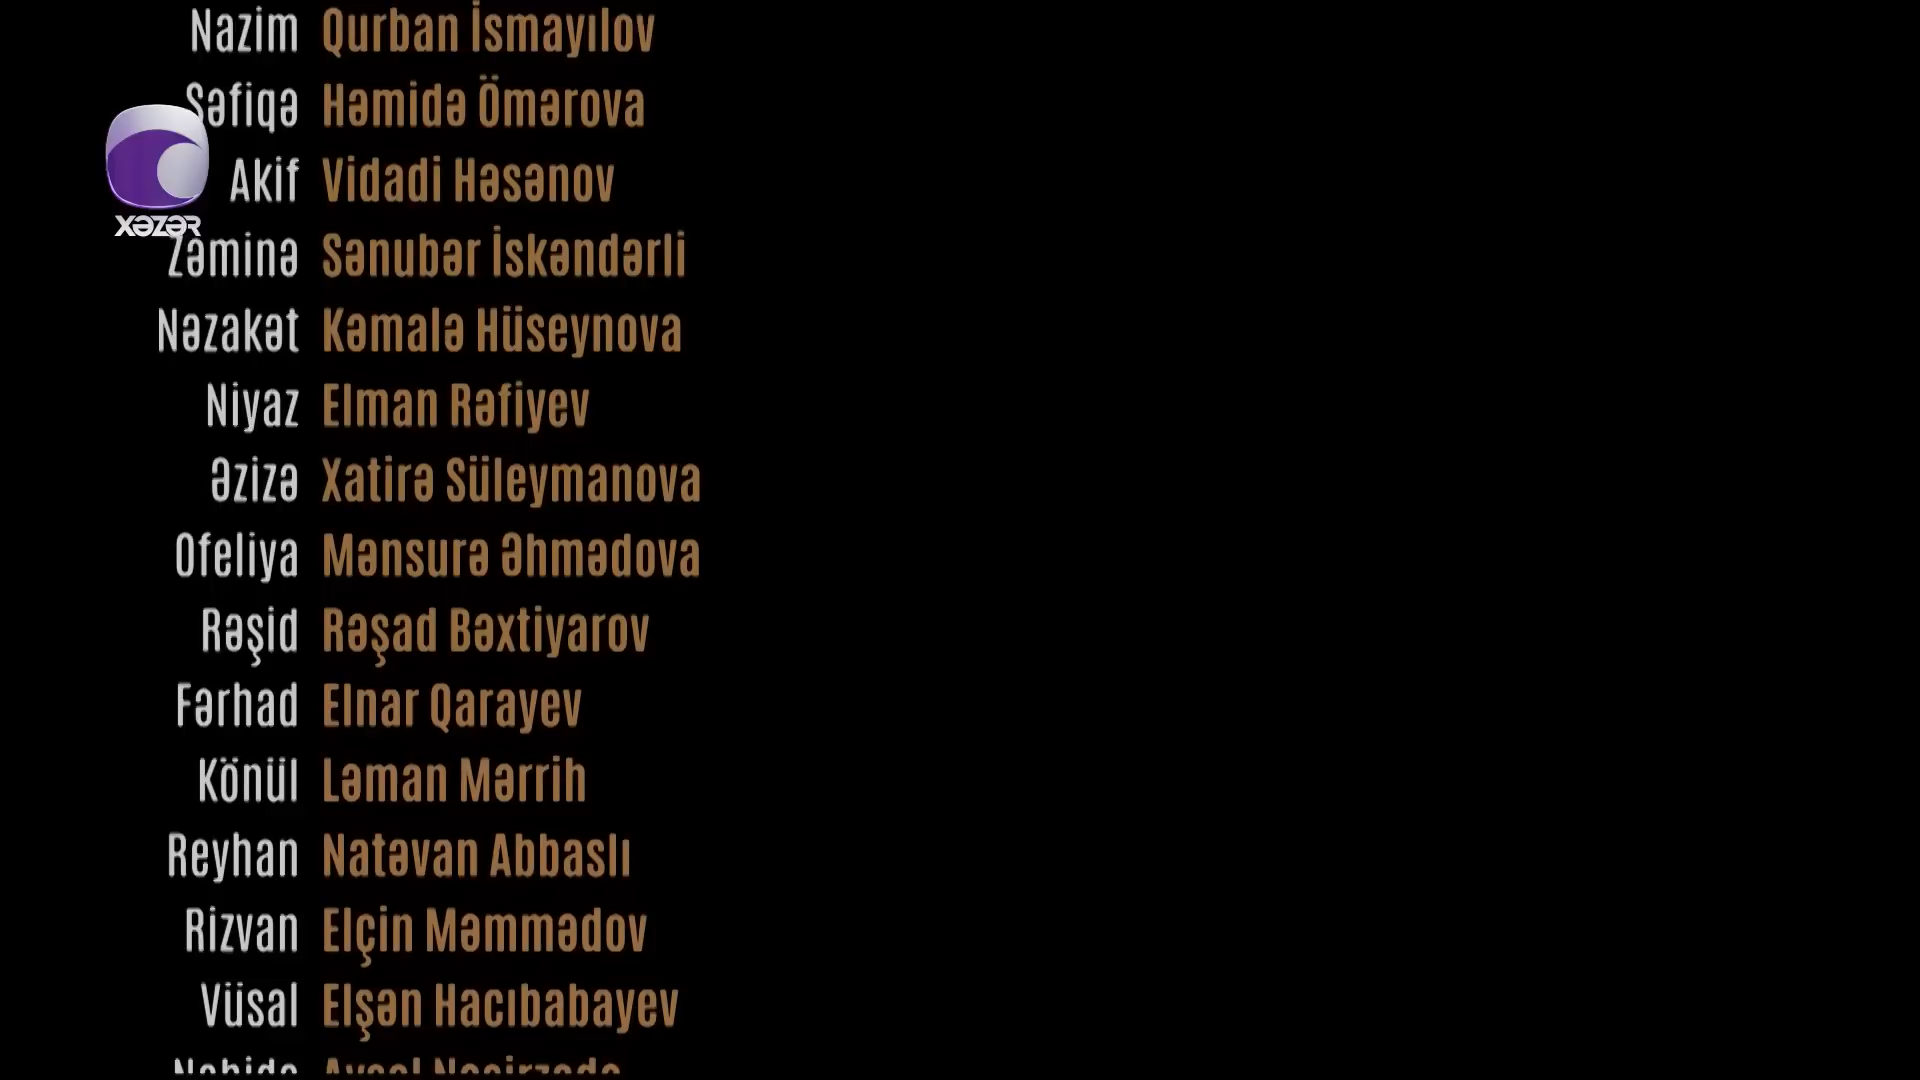 Nazim Qurban İsmayılov
Səfiqə Həmidə Ömərova
Akif Vidadi Həsənov
XƏZƏR
Zəminə Sənubər İskəndərli
Nəzakət Kəmalə Hüseynova
Niyaz Elman Rəfiyev
Əzizə Xatirə Süleymanova
Ofeliya Mənsurə Əhmədova
Rəşid Rəşad Bəxtiyarov
Fərhad Elnar Qarayev
Könül Ləman Mərrih
Reyhan Natəvan Abbaslı
Rizvan Elçin Məmmədov
Vüsal Elşən Hacıbabayev